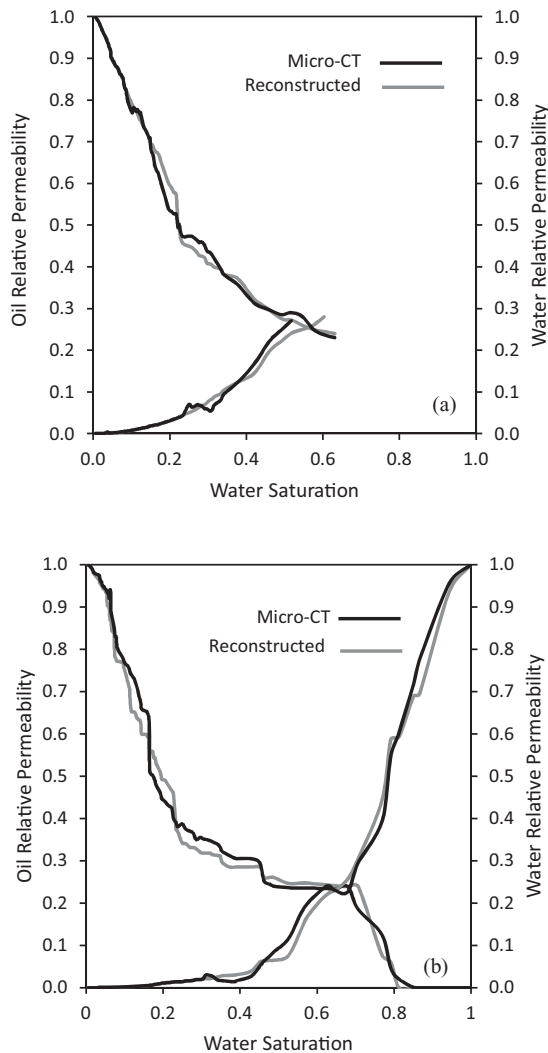 1.0 1.0
Micro-CT
0.9 0.9
Reconstructed
0.8 0.8
0.7 0.7
0.6 0.6
0.5 0.5
0.4 0.4
0.3 0.3
0.2 0.2
0.1 0.1
(a)
0.0 0.0
0.0 0.2 0.4 0.6 0.8 1.0
Oil Relative Permeability
Water Relative Permeability
Water Saturation
1.0 1.0
0.9 0.9
Micro-CT
0.8 0.8
Reconstructed
0.7 0.7
0.6 0.6
0.5 0.5
0.4 0.4
0.3 0.3
0.2 0.2
0.1 0.1
(b)
0.0 0.0
0 0.2 0.4 0.6 0.8 1
Oil Relative Permeability
Water Relative Permeability
Water Saturation